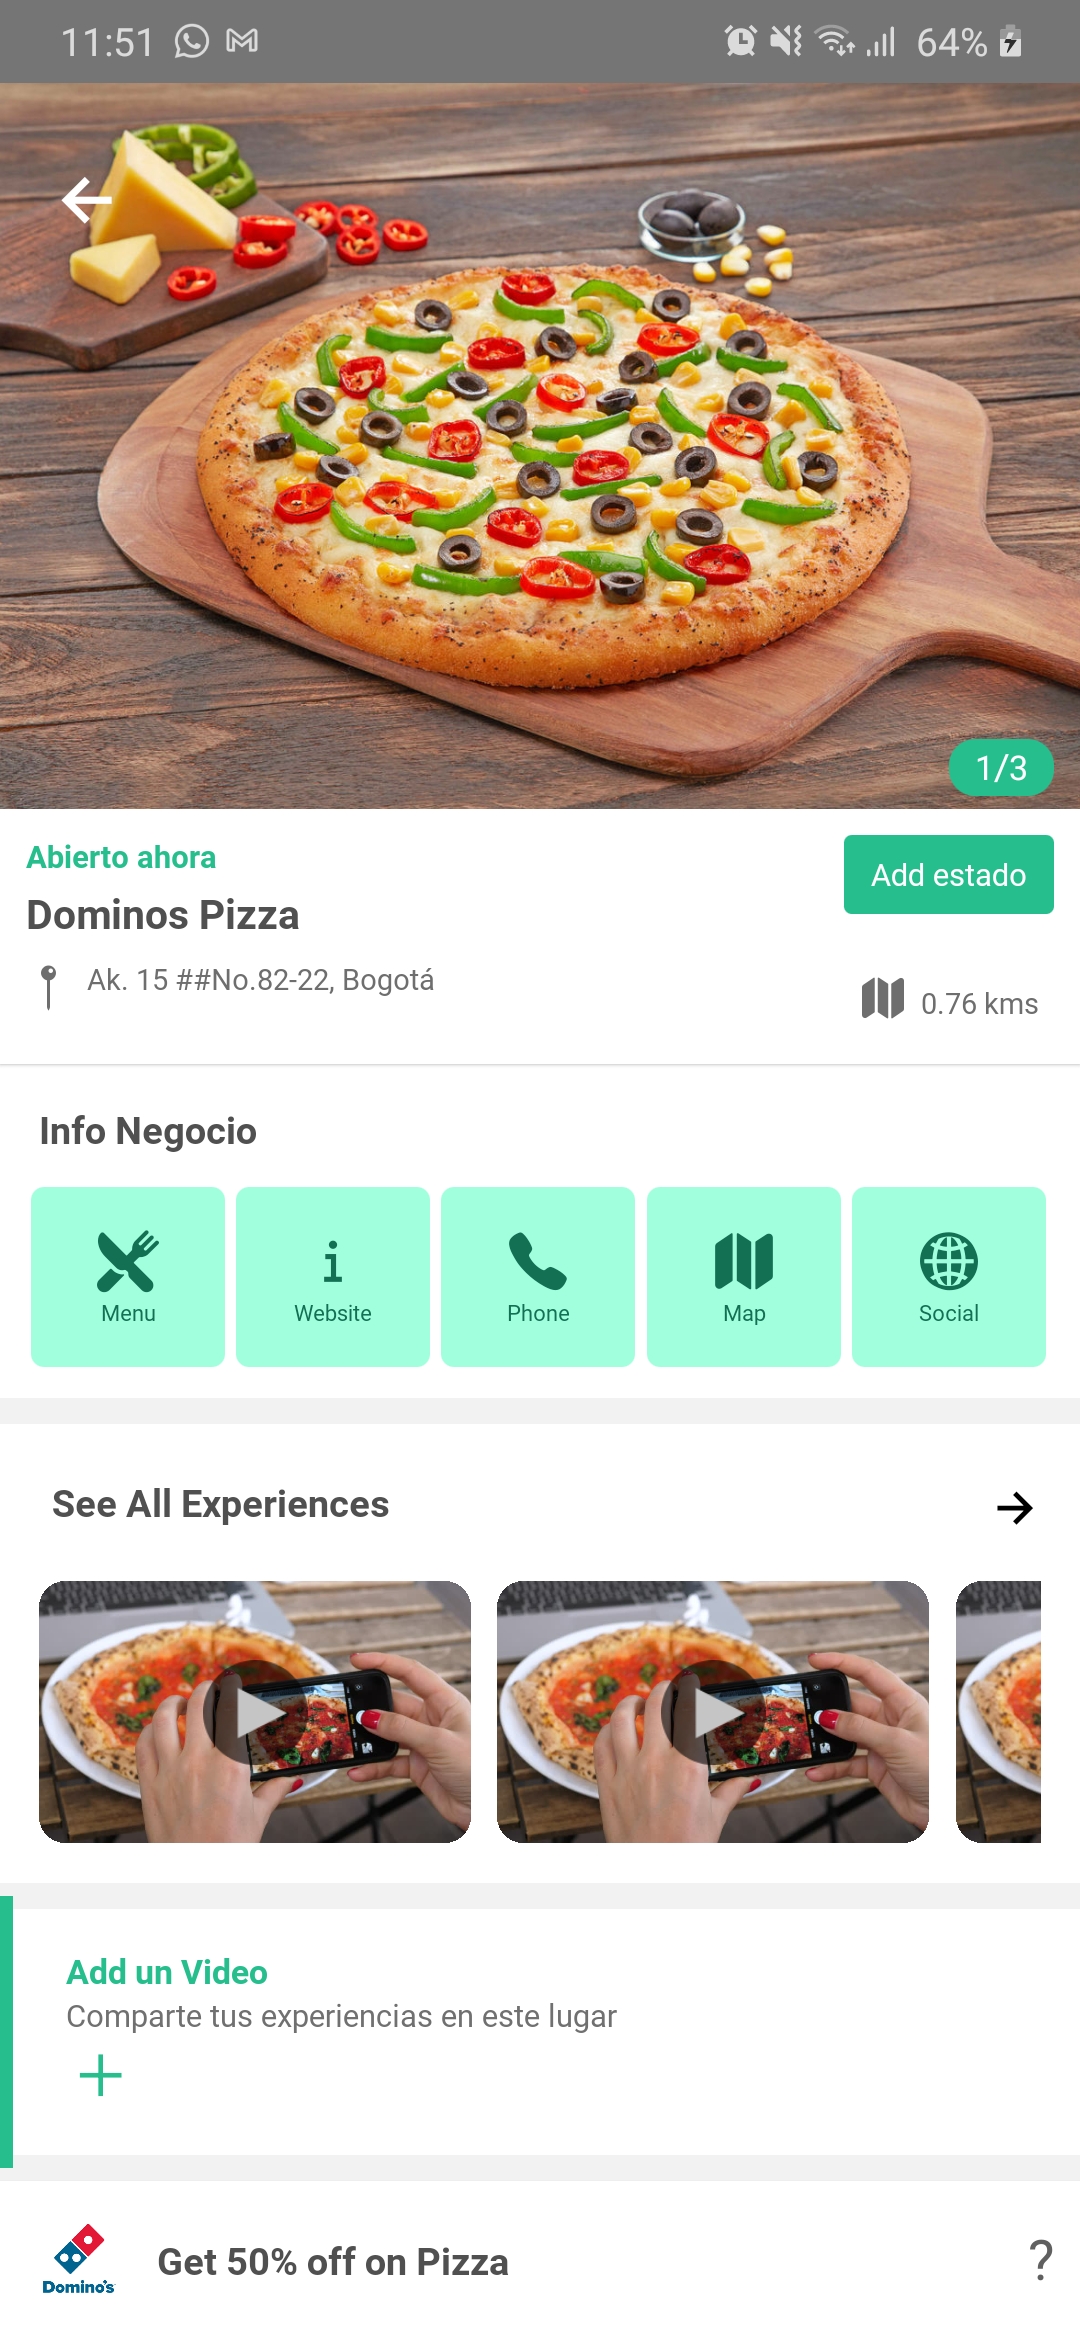 11:51
64%
1/3
Abierto ahora
Add estado
Dominos Pizza
Ak. 15 ##No.82-22, Bogotá
0.76 kms
Info Negocio
Menu
Website
Phone
Map
Social
See All Experiences
Add un Video
Comparte tus experiencias en este lugar
Domino's
Get 50% off on Pizza
?